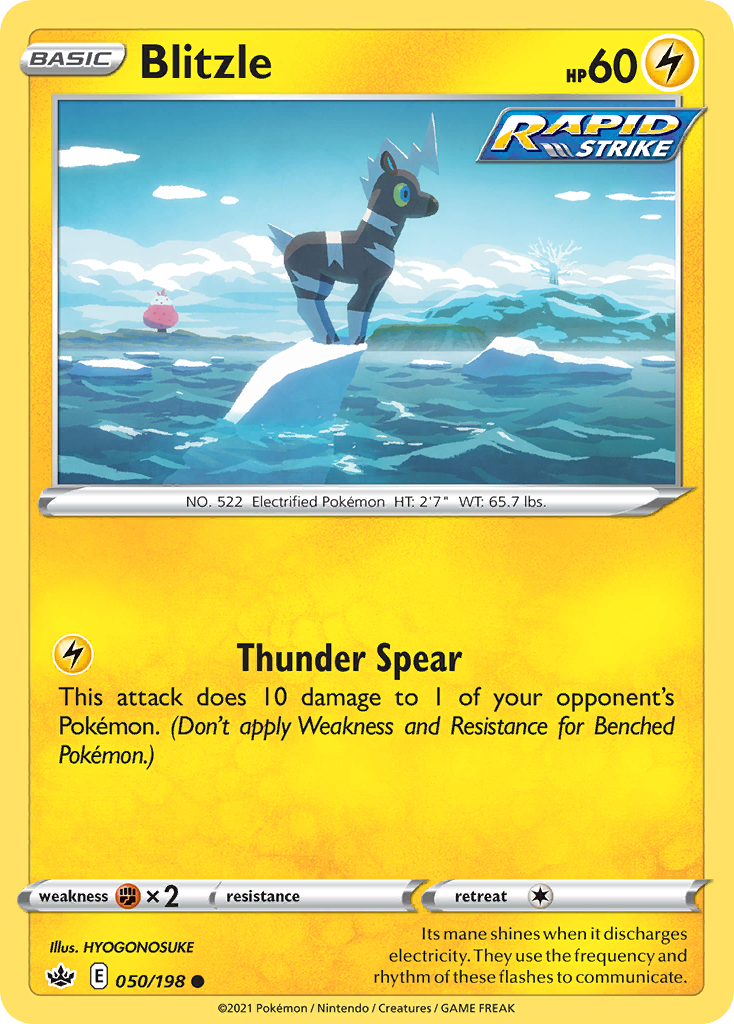 BASIC Blitzle HP60
RAPID
STRIKE
NO. 522 Electrified Pokémon HT: 2'7" WT: 65.7 lbs.
Thunder Spear
This attack does 10 damage to 1 of your opponent's
Pokémon. (Don't apply Weakness and Resistance for Benched
Pokémon.)
weakness ×2 resistance retreat
Illus. HYOGONOSUKE
E 050/198
Its mane shines when it discharges
electricity. They use the frequency and
rhythm of these flashes to communicate.
©2021 Pokémon / Nintendo / Creatures / GAME FREAK